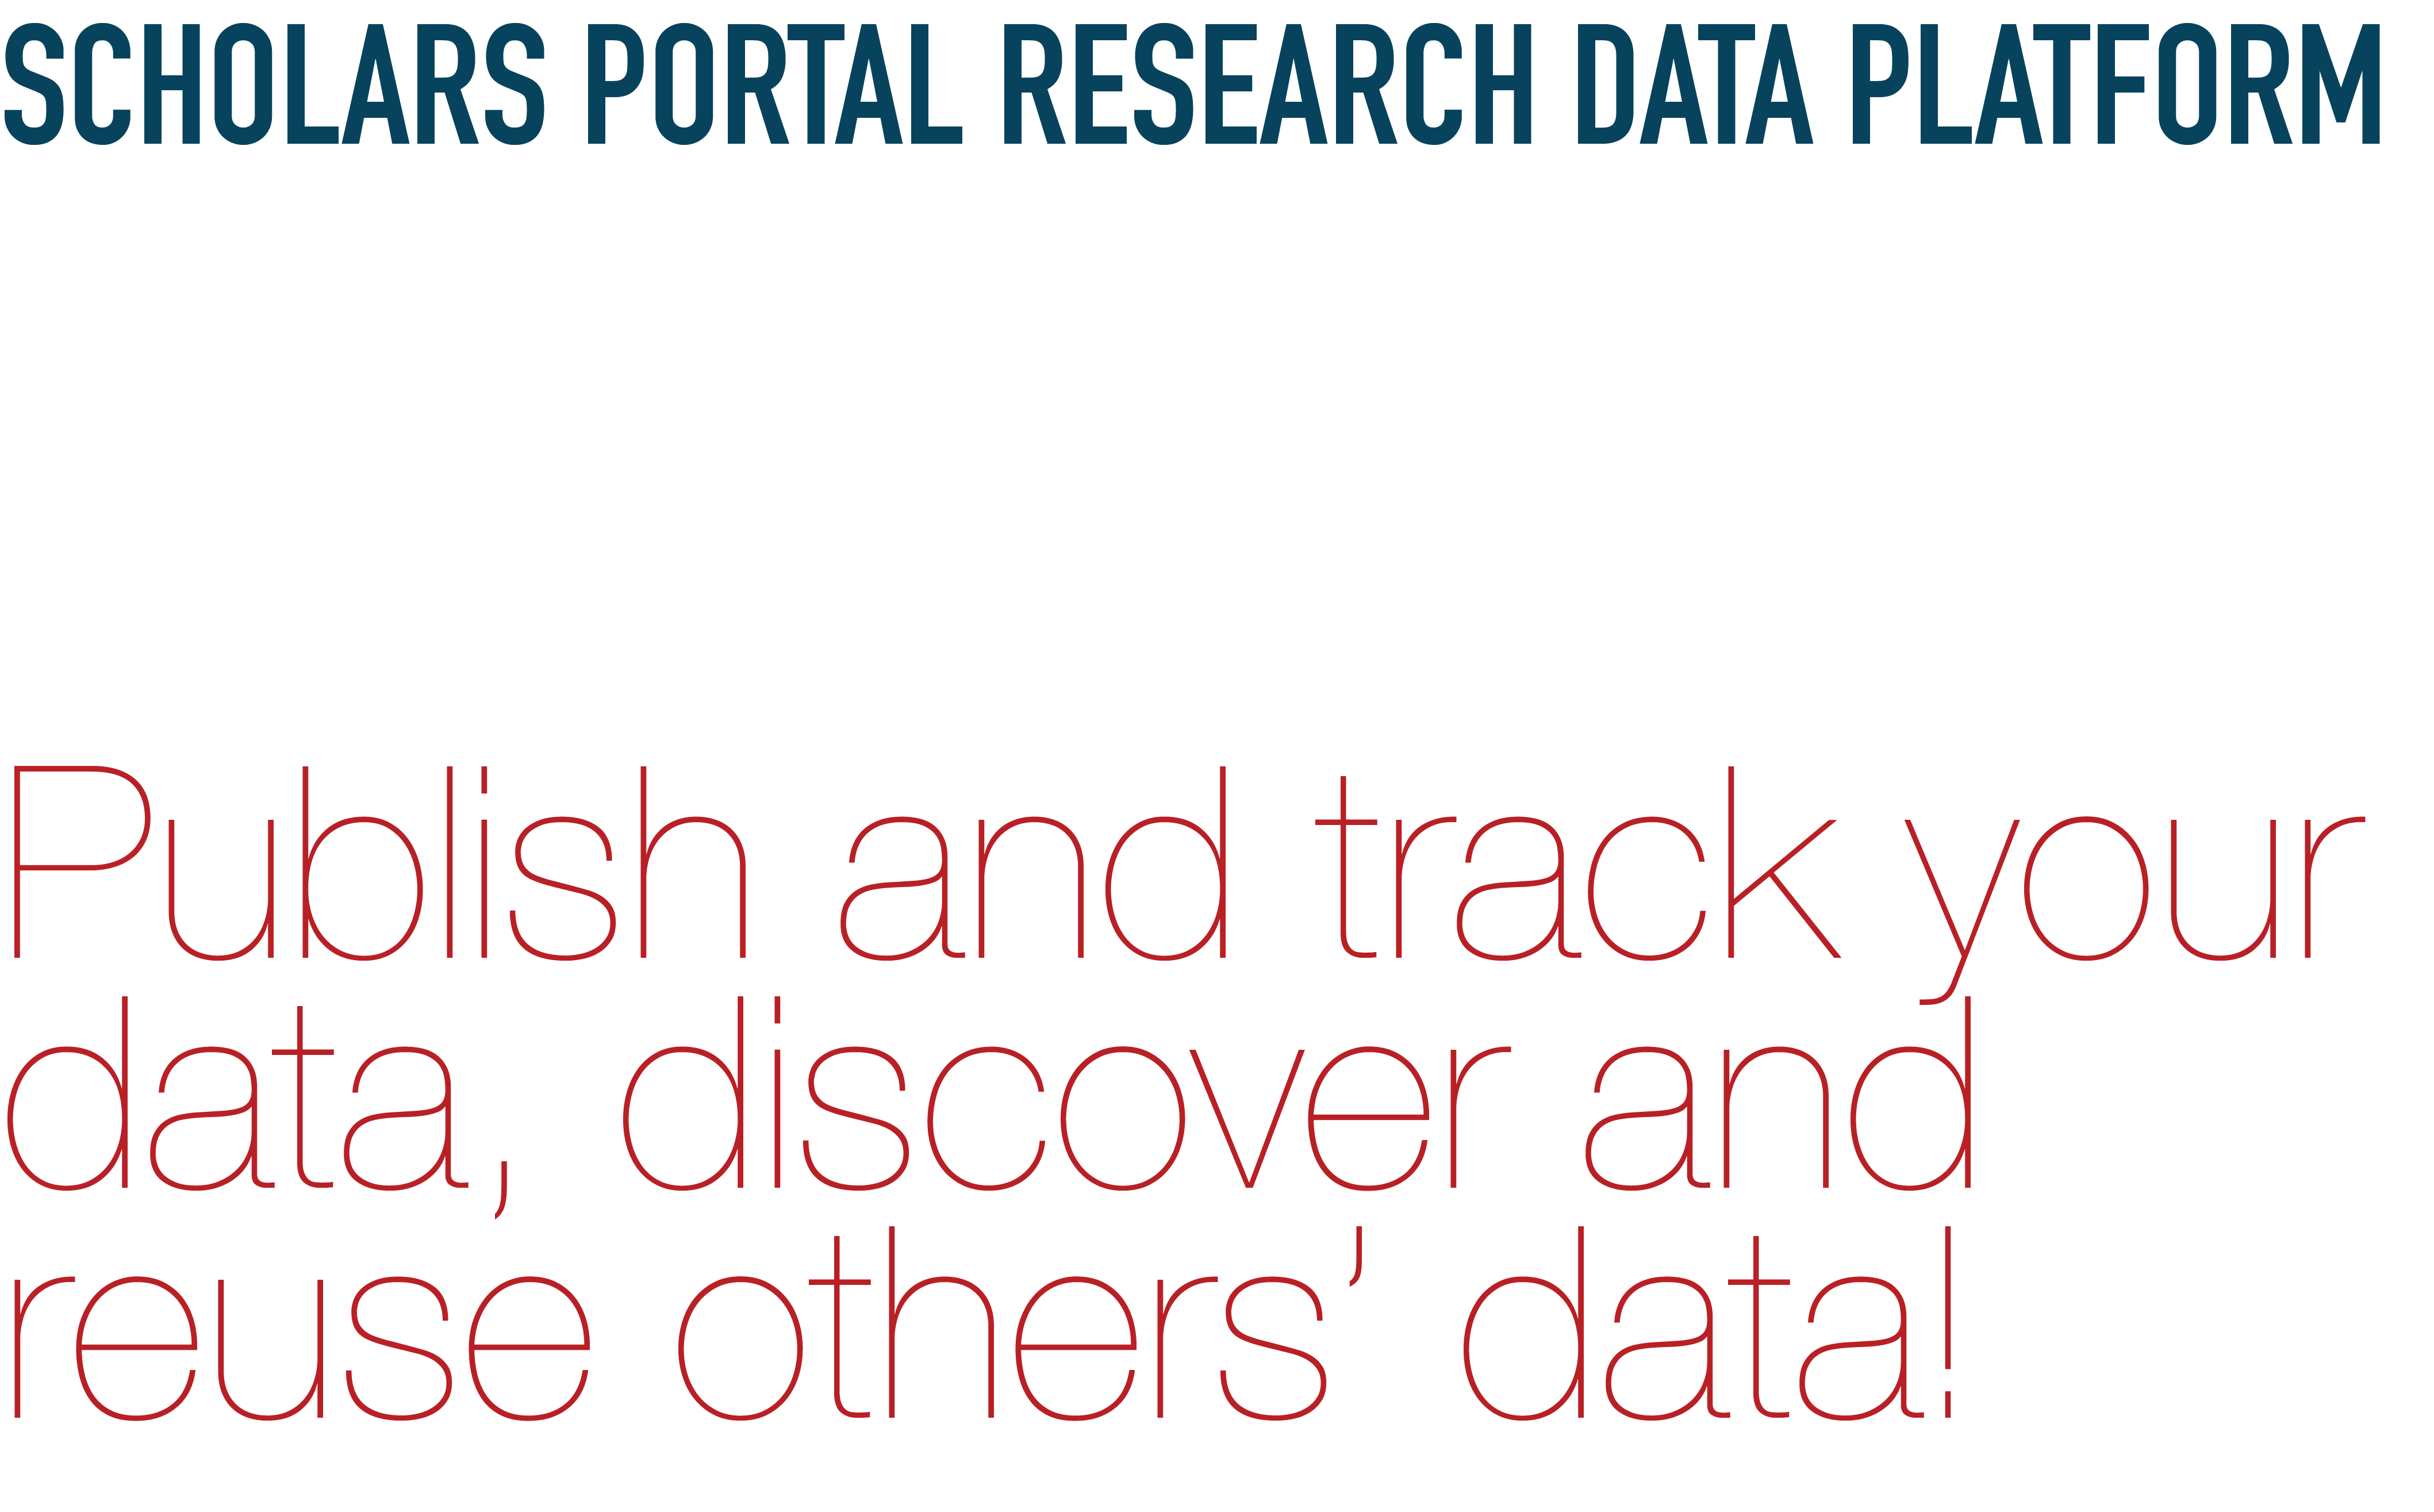 SCHOLARS PORTAL RESEARCH DATA PLATFORM
Publish and track your
data, discover and
reuse others’ data!